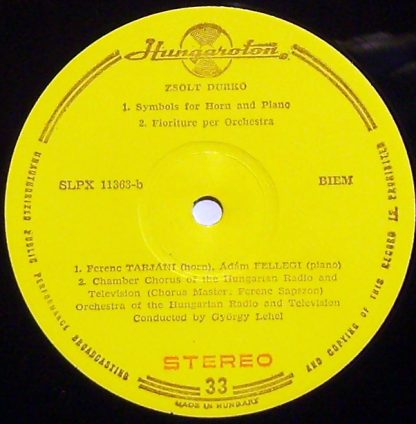 Hungaroton
ZSOLT DURKÓ
1. Symbols for Horn and Piano
2. Fioriture per Orchestra
SLPX 11363-b
BIEM
1. Ferenc TARJÁNI (horn), Ádám FELLEGI (piano)
2. Chamber Chorus of the Hungarian Radio and
Television (Chorus Master: Ferenc Sapszon)
Orchestra of the Hungarian Radio and Television
Conducted by György Lehel
STEREO
33
MADE IN HUNGARY
UNAUTHORIZED PUBLIC PERFORMANCE BROADCASTING
AND COPYING OF THIS RECORD IS PROHIBITED